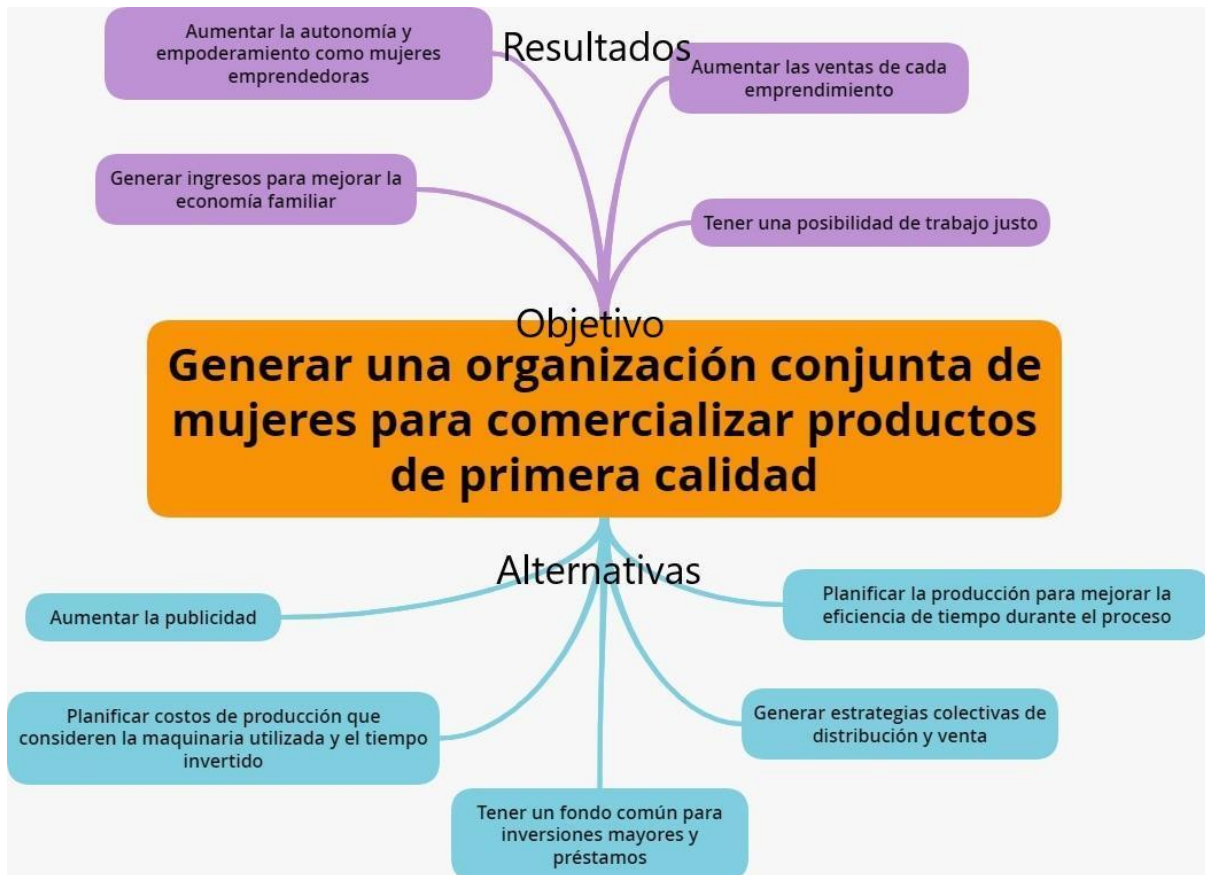 Resultados
Aumentar la autonomía y
empoderamiento como mujeres
emprendedoras
Aumentar las ventas de cada
emprendimiento
Generar ingresos para mejorar la
economía familiar
Tener una posibilidad de trabajo justo
Objetivo
Generar una organización conjunta de
mujeres para comercializar productos
de primera calidad
Alternativas
Aumentar la publicidad
Planificar la producción para mejorar la
eficiencia de tiempo durante el proceso
Planificar costos de producción que
consideren la maquinaria utilizada y el tiempo
invertido
Generar estrategias colectivas de
distribución y venta
Tener un fondo común para
inversiones mayores y
préstamos